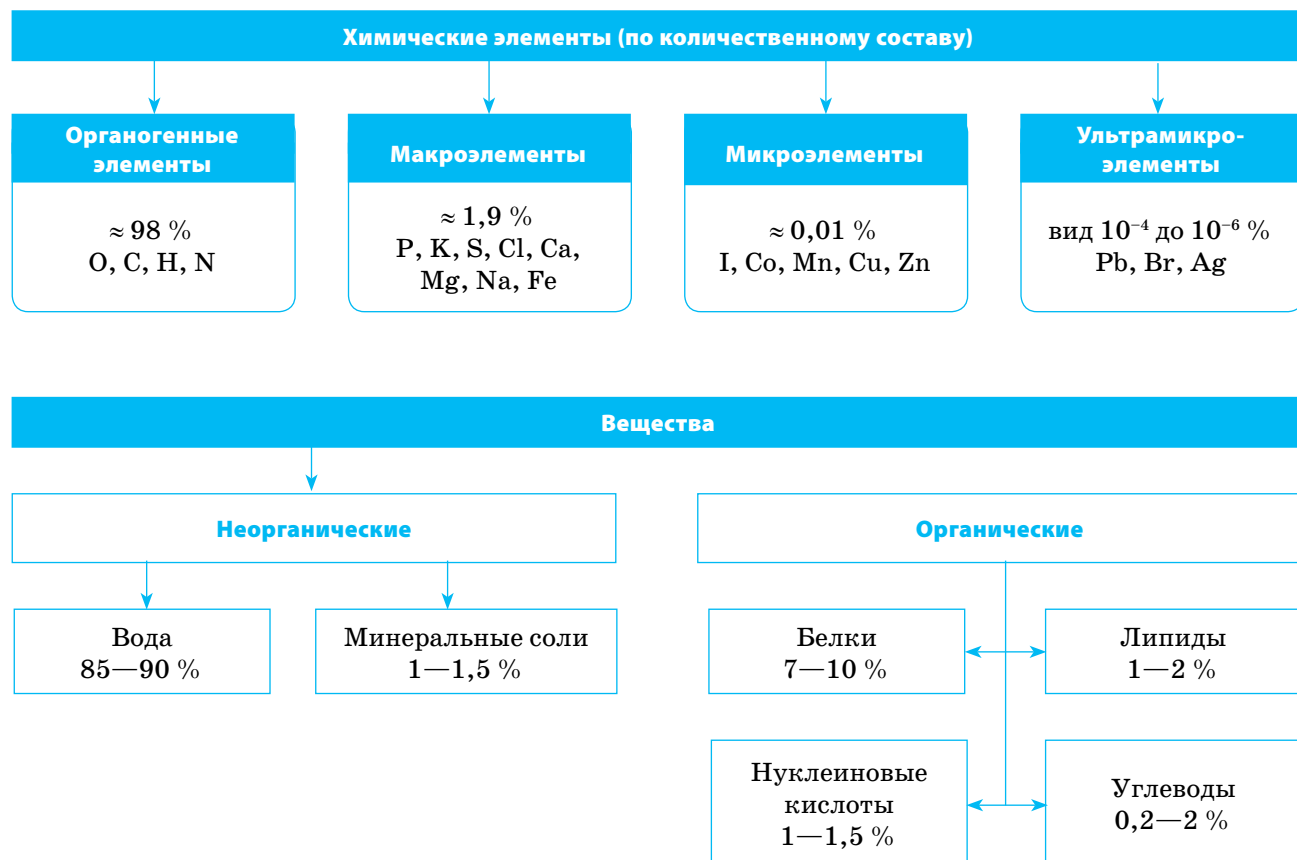 Химические элементы (по количественному составу)
Органогенные
элементы
≈ 98 %
O, C, H, N
Макроэлементы
≈ 1,9 %
P, K, S, Cl, Ca,
Mg, Na, Fe
Микроэлементы
≈ 0,01 %
I, Co, Mn, Cu, Zn
Ультрамикро-
элементы
вид 10⁻⁴ до 10⁻⁶ %
Pb, Br, Ag
Вещества
Неорганические
Органические
Вода
85—90 %
Минеральные соли
1—1,5 %
Белки
7—10 %
Липиды
1—2 %
Нуклеиновые
кислоты
1—1,5 %
Углеводы
0,2—2 %